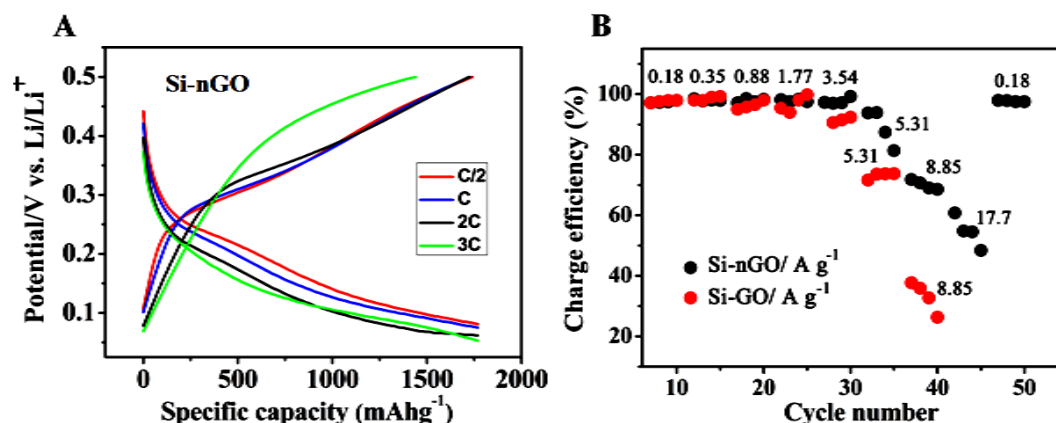 A
Si-nGO
0.5
0.4
0.3
0.2
0.1
Potential/V vs. Li/Li+
C/2
C
2C
3C
0 500 1000 1500 2000
Specific capacity (mAhg-1)
B
100
80
60
40
20
Charge efficiency (%)
0.18 0.35 0.88 1.77 3.54 0.18
5.31
5.31 8.85
17.7
8.85
Si-nGO/ A g-1
Si-GO/ A g-1
10 20 30 40 50
Cycle number